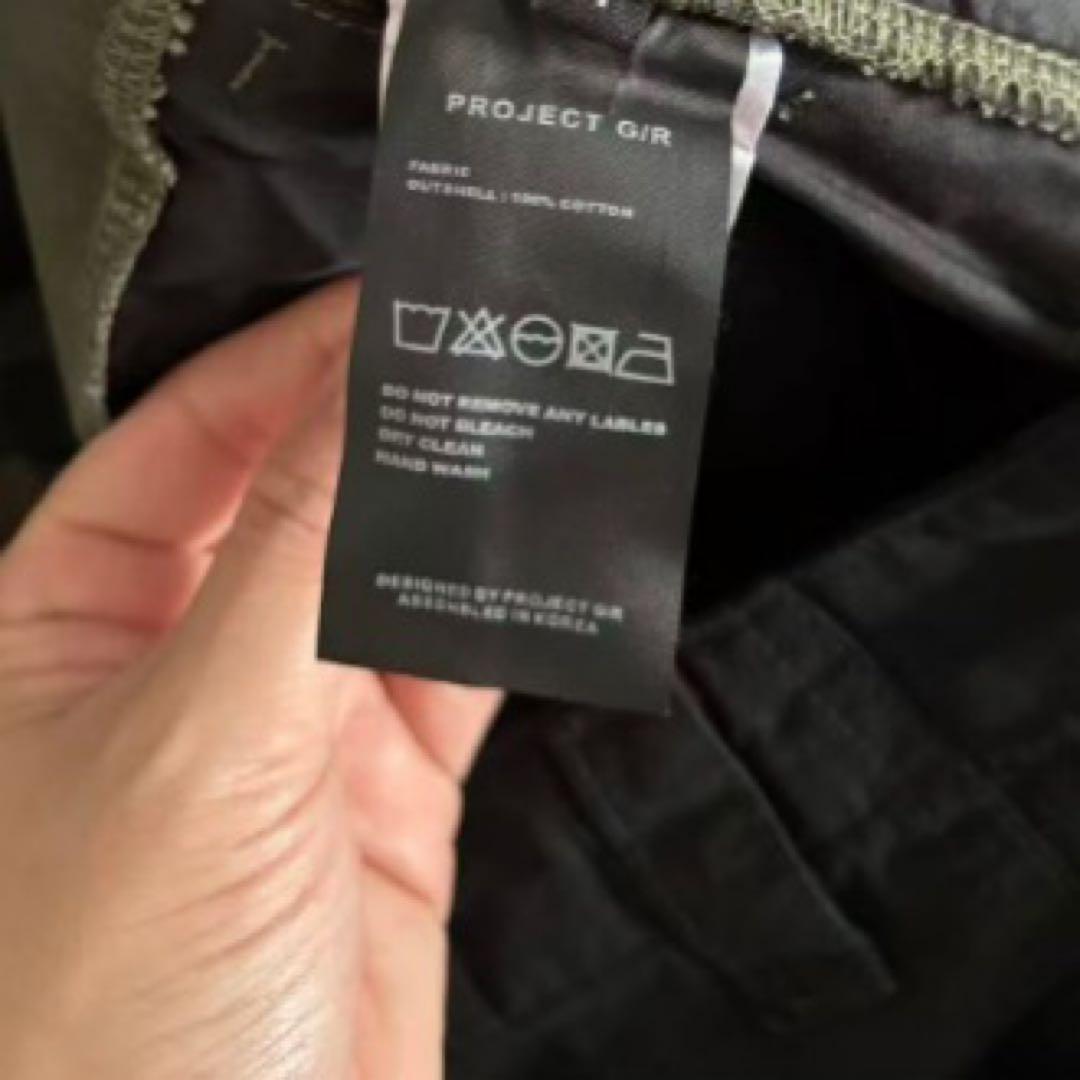 PROJECT G/R
FABRIC
OUTSHELL : 100% COTTON
DO NOT REMOVE ANY LABLES
DO NOT BLEACH
DRY CLEAN
HAND WASH
DESIGNED BY PROJECT G/R
ASSEMBLED IN KOREA